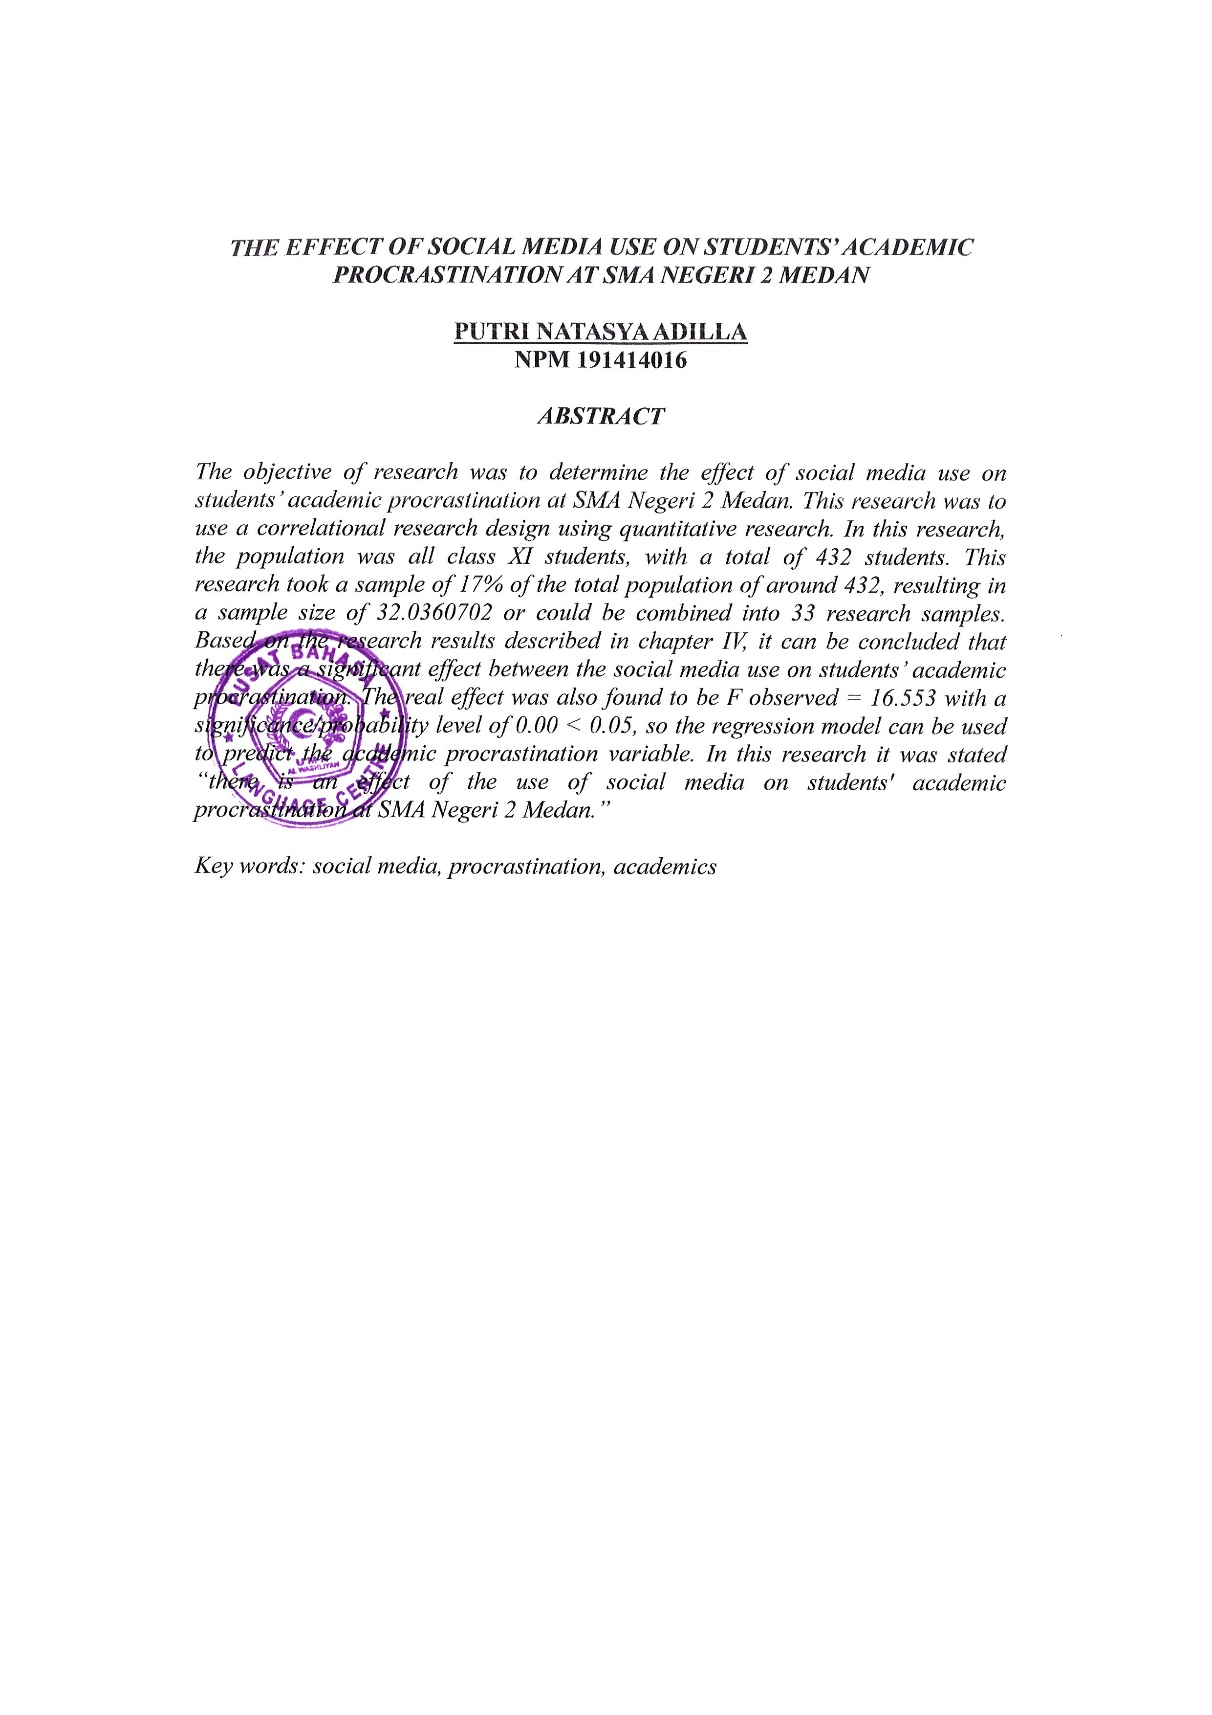 THE EFFECT OF SOCIAL MEDIA USE ON STUDENTS' ACADEMIC
PROCRASTINATION AT SMA NEGERI 2 MEDAN
PUTRI NATASYA ADILLA
NPM 191414016
ABSTRACT
The objective of research was to determine the effect of social media use on
students' academic procrastination at SMA Negeri 2 Medan. This research was to
use a correlational research design using quantitative research. In this research,
the population was all class XI students, with a total of 432 students. This
research took a sample of 17% of the total population of around 432, resulting in
a sample size of 32.0360702 or could be combined into 33 research samples.
Based on the research results described in chapter IV, it can be concluded that
there was a significant effect between the social media use on students' academic
procrastination. The real effect was also found to be F observed = 16.553 with a
significance/probability level of 0.00 < 0.05, so the regression model can be used
to predict the academic procrastination variable. In this research it was stated
“there is an effect of the use of social media on students' academic
procrastination at SMA Negeri 2 Medan.”
Key words: social media, procrastination, academics
PUSAT BAHASA
UMN
AL WASHLIYAH
LANGUAGE CENTRE